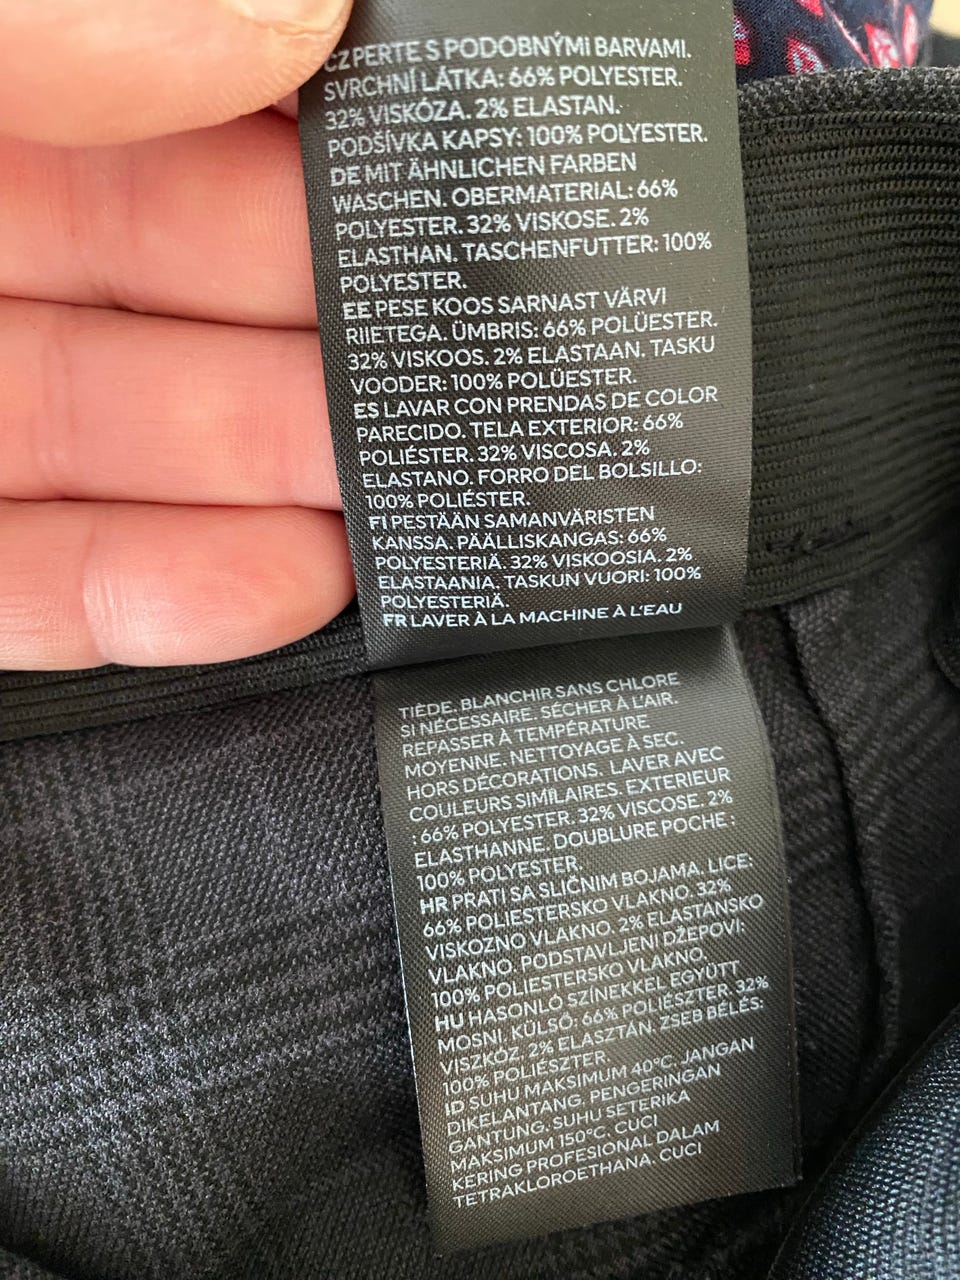 CZ PERTE S PODOBNÝMI BARVAMI.
SVRCHNÍ LÁTKA: 66% POLYESTER.
32% VISKÓZA. 2% ELASTAN.
PODŠÍVKA KAPSY: 100% POLYESTER.
DE MIT ÄHNLICHEN FARBEN
WASCHEN. OBERMATERIAL: 66%
POLYESTER. 32% VISKOSE. 2%
ELASTHAN. TASCHENFUTTER: 100%
POLYESTER.
EE PESE KOOS SARNAST VÄRVI
RIIETEGA. ÜMBRIS: 66% POLÜESTER.
32% VISKOOS. 2% ELASTAAN. TASKU
VOODER: 100% POLÜESTER.
ES LAVAR CON PRENDAS DE COLOR
PARECIDO. TELA EXTERIOR: 66%
POLIÉSTER. 32% VISCOSA. 2%
ELASTANO. FORRO DEL BOLSILLO:
100% POLIÉSTER.
FI PESTÄÄN SAMANVÄRISTEN
KANSSA. PÄÄLLISKANGAS: 66%
POLYESTERIÄ. 32% VISKOOSIA. 2%
ELASTAANIA. TASKUN VUORI: 100%
POLYESTERIÄ.
FR LAVER À LA MACHINE À L'EAU
TIÈDE. BLANCHIR SANS CHLORE
SI NÉCESSAIRE. SÉCHER À L'AIR.
REPASSER À TEMPÉRATURE
MOYENNE. NETTOYAGE À SEC.
HORS DÉCORATIONS. LAVER AVEC
COULEURS SIMILAIRES. EXTERIEUR
: 66% POLYESTER. 32% VISCOSE. 2%
ELASTHANNE. DOUBLURE POCHE :
100% POLYESTER.
HR PRATI SA SLIČNIM BOJAMA. LICE:
66% POLIESTERSKO VLAKNO. 32%
VISKOZNO VLAKNO. 2% ELASTANSKO
VLAKNO. PODSTAVLJENI DŽEPOVI:
100% POLIESTERSKO VLAKNO.
HU HASONLÓ SZÍNEKKEL EGYÜTT
MOSNI. KÜLSŐ: 66% POLIÉSZTER. 32%
VISZKÓZ. 2% ELASZTÁN. ZSEB BÉLÉS:
100% POLIÉSZTER.
ID SUHU MAKSIMUM 40°C. JANGAN
DIKELANTANG. PENGERINGAN
GANTUNG. SUHU SETERIKA
MAKSIMUM 150°C. CUCI
KERING PROFESIONAL DALAM
TETRAKLOROETHANA. CUCI